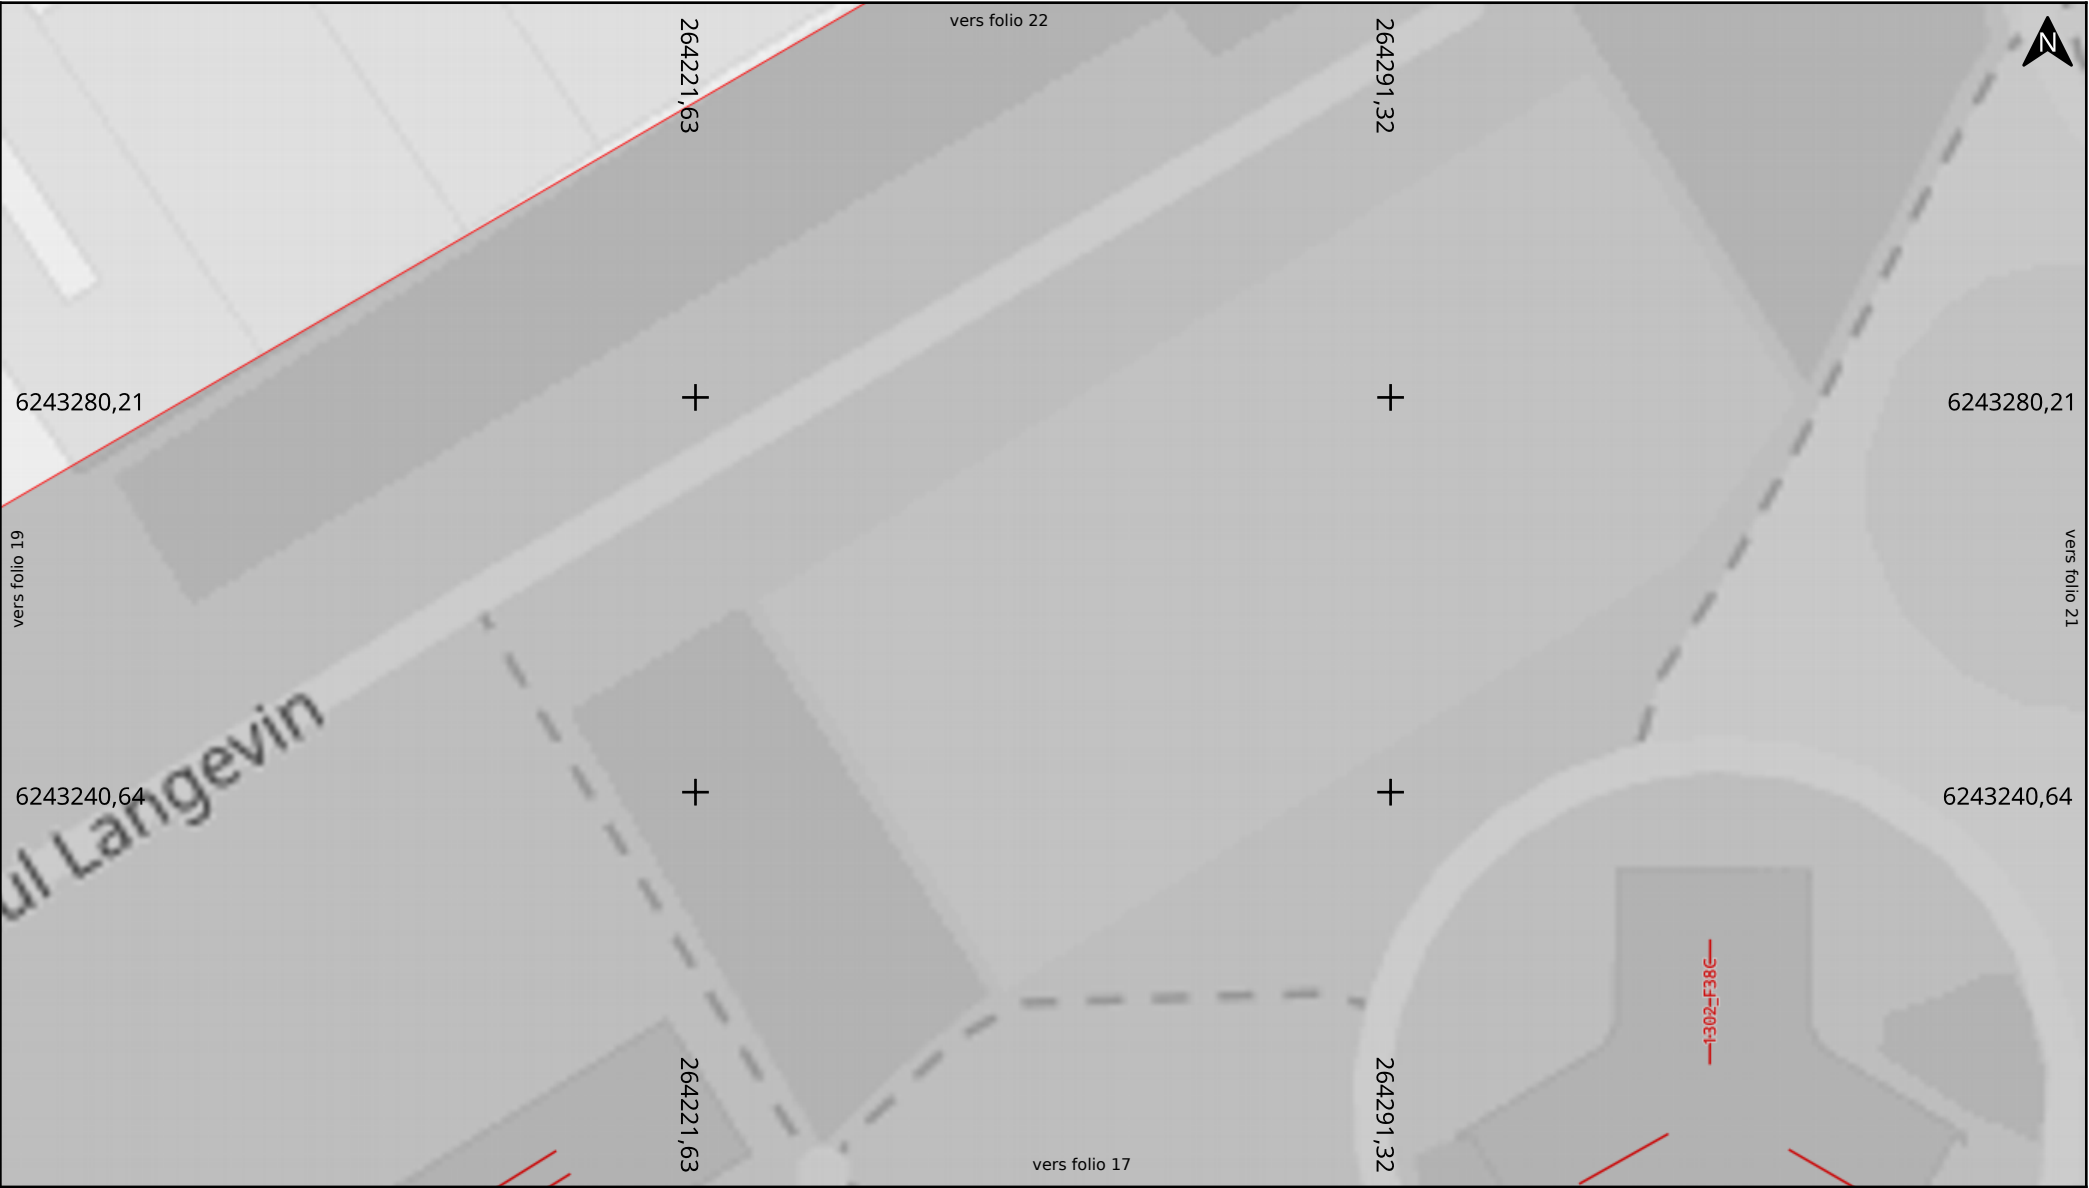 vers folio 22
N
264221,63
264291,32
6243280,21
6243280,21
vers folio 19
vers folio 21
ul Langevin
6243240,64
6243240,64
1302_F38C
264221,63
264291,32
vers folio 17